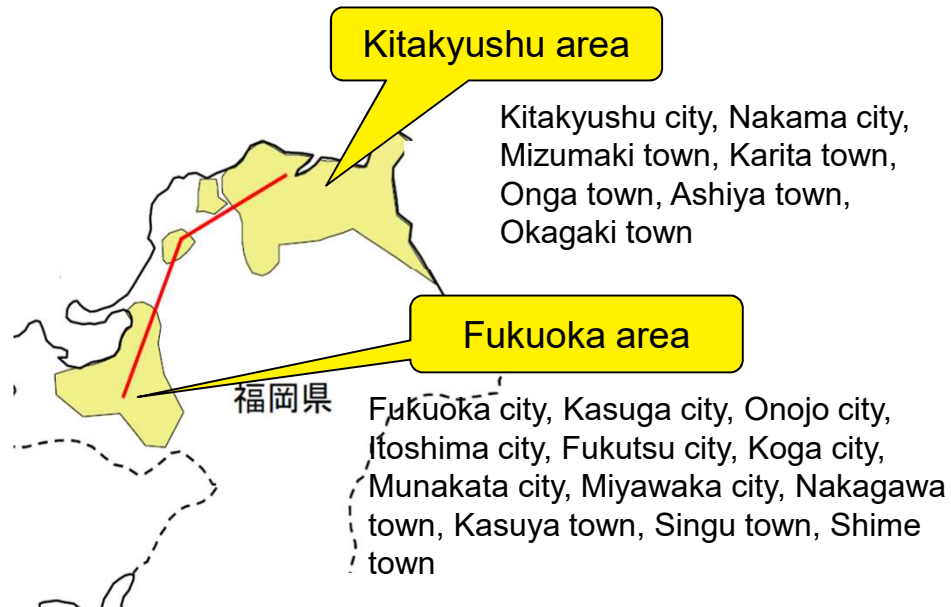 Kitakyushu area
Kitakyushu city, Nakama city,
Mizumaki town, Karita town,
Onga town, Ashiya town,
Okagaki town
Fukuoka area
福岡県
Fukuoka city, Kasuga city, Onojo city,
Itoshima city, Fukutsu city, Koga city,
Munakata city, Miyawaka city, Nakagawa
town, Kasuya town, Singu town, Shime
town